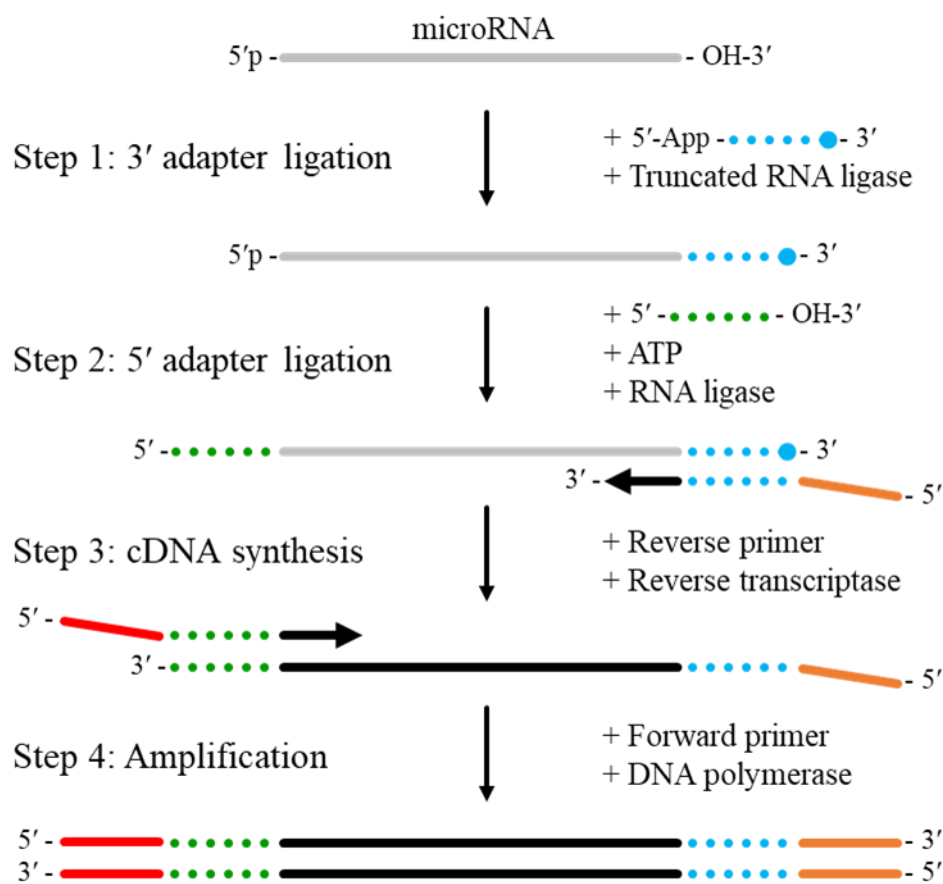 microRNA
5′p - - OH-3′
Step 1: 3′ adapter ligation
+ 5′-App - - 3′
+ Truncated RNA ligase
5′p - - 3′
Step 2: 5′ adapter ligation
+ 5′ - - OH-3′
+ ATP
+ RNA ligase
5′ - - 3′
3′ - - 5′
Step 3: cDNA synthesis
+ Reverse primer
+ Reverse transcriptase
5′ -
3′ - - 5′
Step 4: Amplification
+ Forward primer
+ DNA polymerase
5′ - - 3′
3′ - - 5′